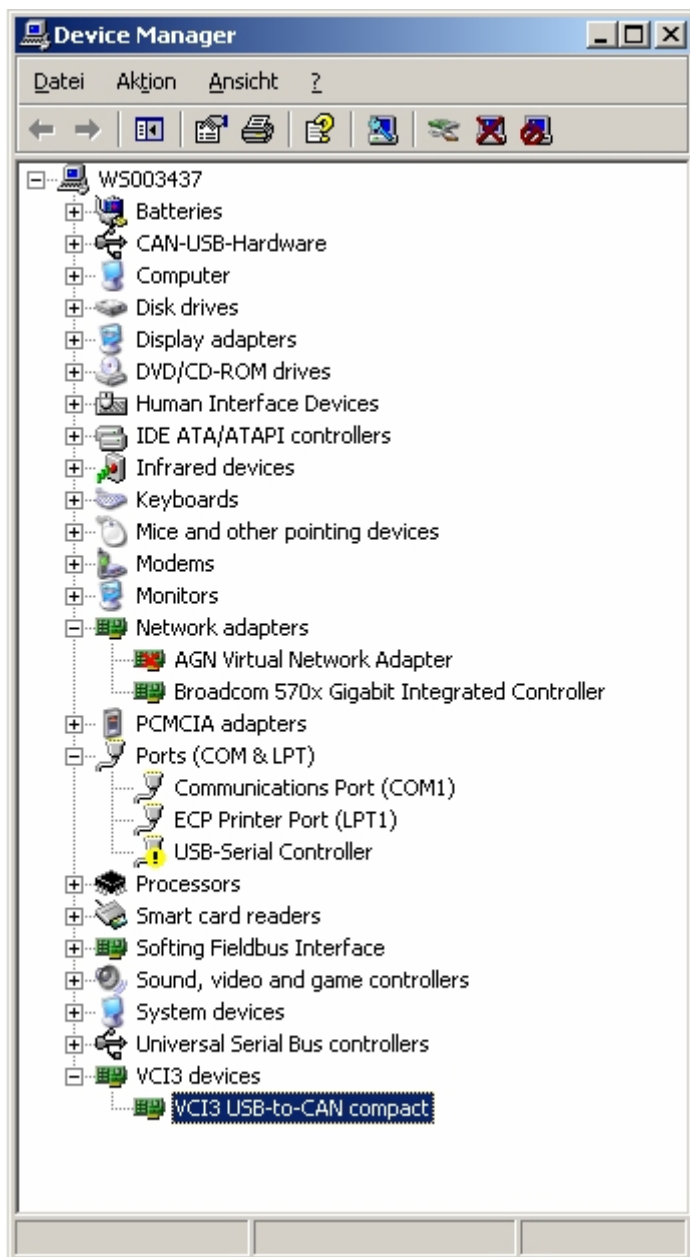 Device Manager
Datei Aktion Ansicht ?
WS003437
Batteries
CAN-USB-Hardware
Computer
Disk drives
Display adapters
DVD/CD-ROM drives
Human Interface Devices
IDE ATA/ATAPI controllers
Infrared devices
Keyboards
Mice and other pointing devices
Modems
Monitors
Network adapters
AGN Virtual Network Adapter
Broadcom 570x Gigabit Integrated Controller
PCMCIA adapters
Ports (COM & LPT)
Communications Port (COM1)
ECP Printer Port (LPT1)
USB-Serial Controller
Processors
Smart card readers
Softing Fieldbus Interface
Sound, video and game controllers
System devices
Universal Serial Bus controllers
VCI3 devices
VCI3 USB-to-CAN compact